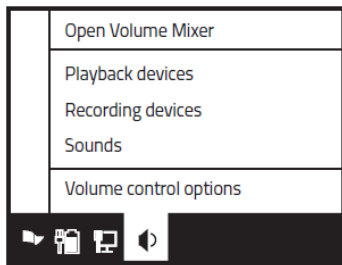 Open Volume Mixer
Playback devices
Recording devices
Sounds
Volume control options